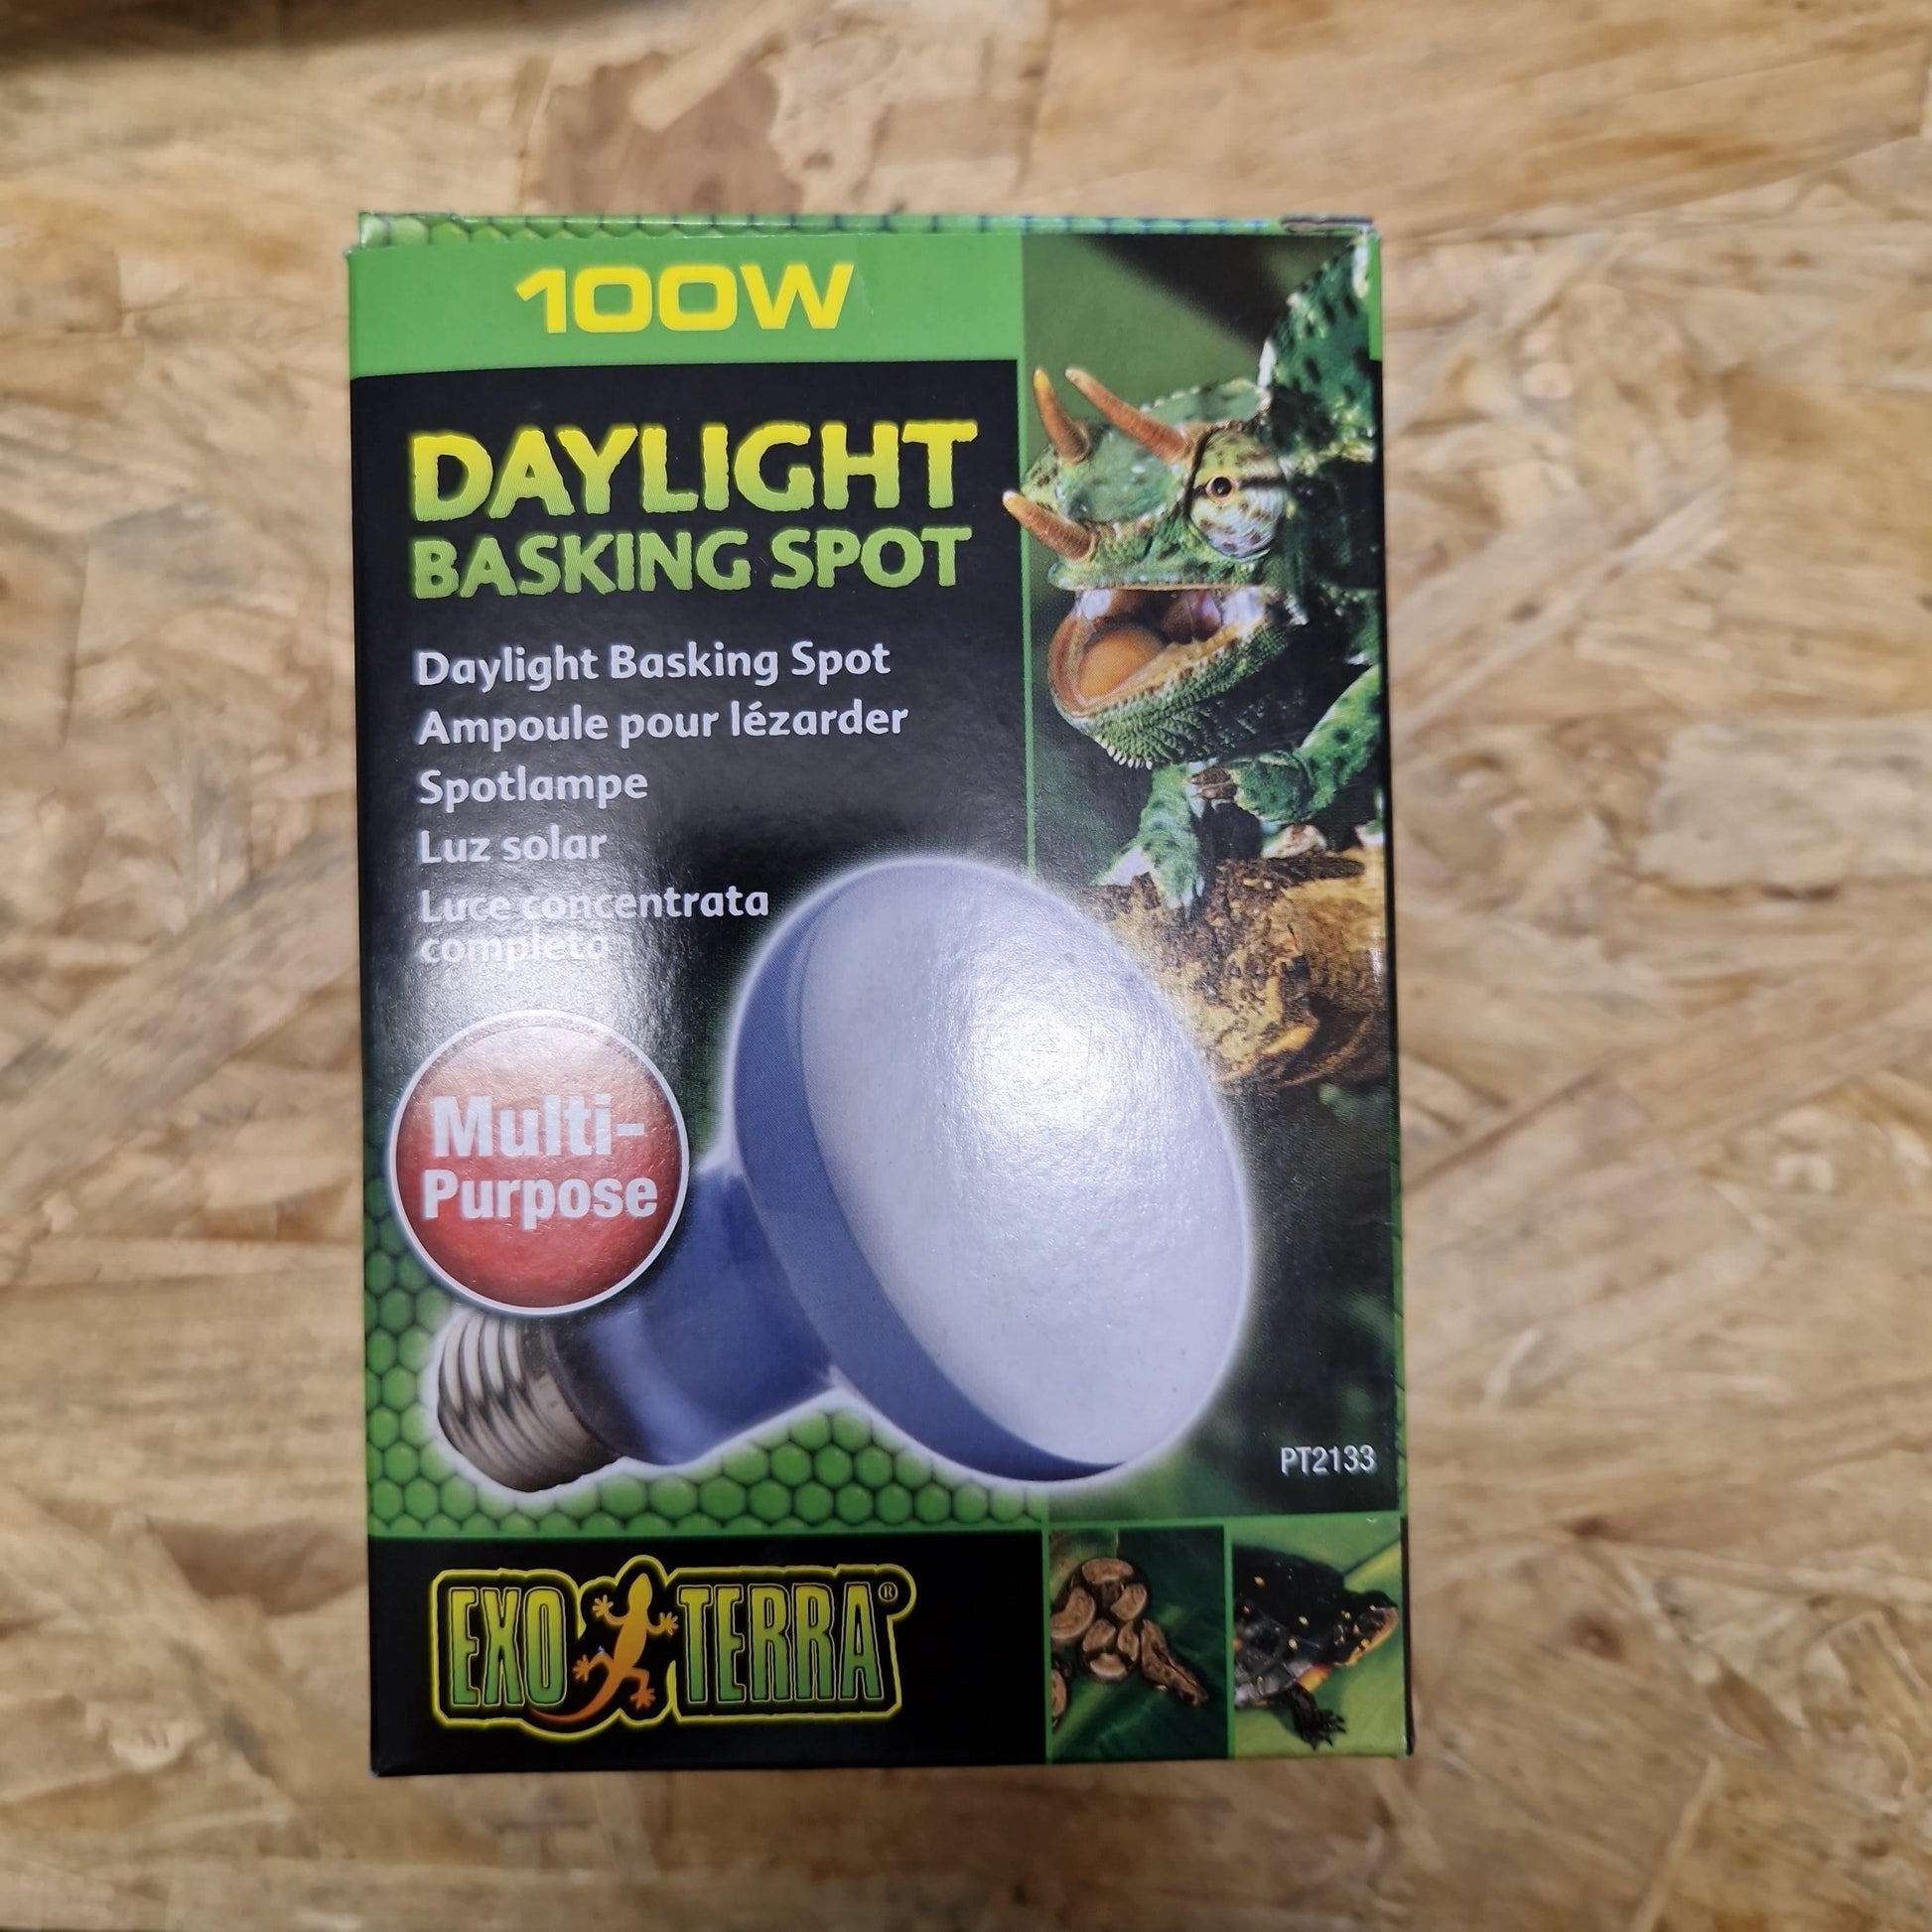 100W
DAYLIGHT
BASKING SPOT
Daylight Basking Spot
Ampoule pour lézarder
Spotlampe
Luz solar
Luce concentrata
completo
Multi-
Purpose
PT2133
EXO TERRA®